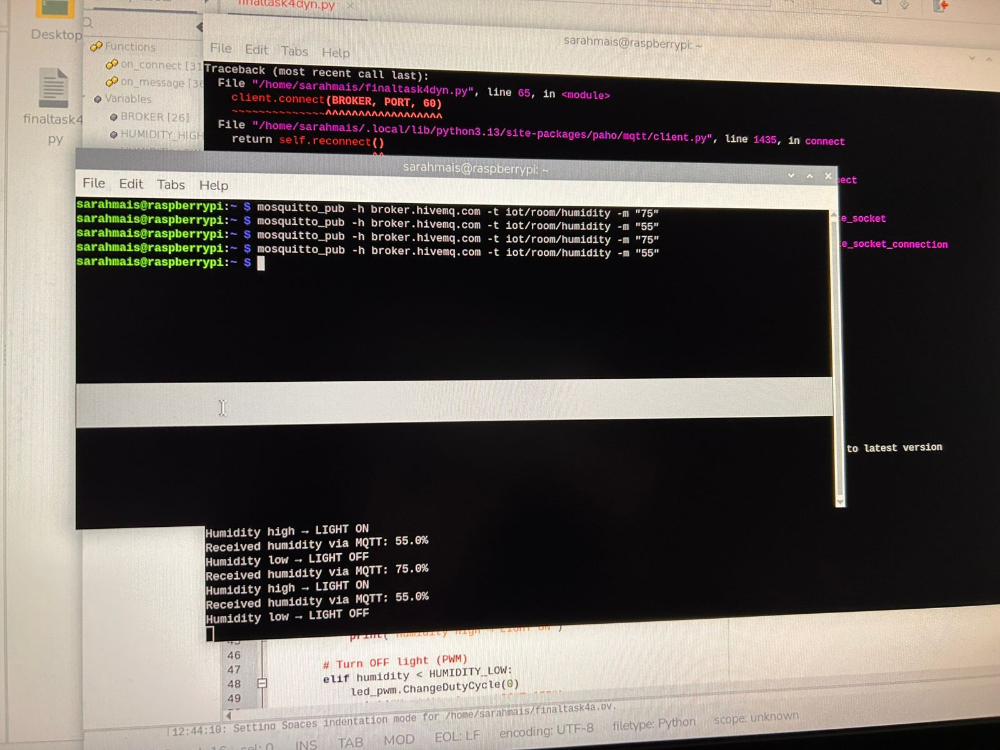 finaltask4dyn.py
Desktop
Functions
on_connect [31
on_message [36
Variables
BROKER [26]
HUMIDITY_HIGH
finaltask4
py
sarahmais@raspberrypi: ~
File Edit Tabs Help
Traceback (most recent call last):
File "/home/sarahmais/finaltask4dyn.py", line 65, in <module>
client.connect(BROKER, PORT, 60)
~~~~~~~~~~~~~~^^^^^^^^^^^^^^^^^^
File "/home/sarahmais/.local/lib/python3.13/site-packages/paho/mqtt/client.py", line 1435, in connect
return self.reconnect()
^^
ect
e_socket
e_socket_connection
to latest version
sarahmais@raspberrypi: ~
File Edit Tabs Help
sarahmais@raspberrypi:~ $ mosquitto_pub -h broker.hivemq.com -t iot/room/humidity -m "75"
sarahmais@raspberrypi:~ $ mosquitto_pub -h broker.hivemq.com -t iot/room/humidity -m "55"
sarahmais@raspberrypi:~ $ mosquitto_pub -h broker.hivemq.com -t iot/room/humidity -m "75"
sarahmais@raspberrypi:~ $ mosquitto_pub -h broker.hivemq.com -t iot/room/humidity -m "55"
sarahmais@raspberrypi:~ $
Humidity high → LIGHT ON
Received humidity via MQTT: 55.0%
Humidity low → LIGHT OFF
Received humidity via MQTT: 75.0%
Humidity high → LIGHT ON
Received humidity via MQTT: 55.0%
Humidity low → LIGHT OFF
45 print("Humidity high → LIGHT ON")
46
47 # Turn OFF light (PWM)
48 elif humidity < HUMIDITY_LOW:
49 led_pwm.ChangeDutyCycle(0)
12:44:10: Setting Spaces indentation mode for /home/sarahmais/finaltask4a.py.
INS TAB MOD EOL: LF encoding: UTF-8 filetype: Python scope: unknown